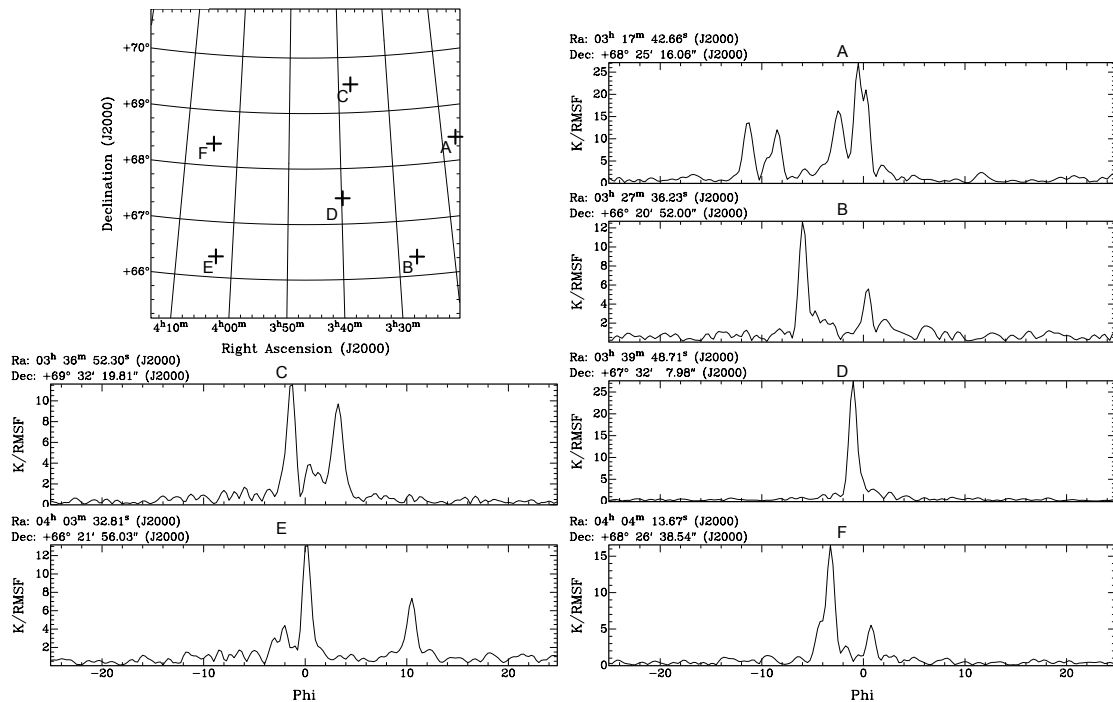 +70°
+69°
+68°
+67°
+66°
Declination (J2000)
C
A
F
D
E
B
4ʰ10ᵐ 4ʰ00ᵐ 3ʰ50ᵐ 3ʰ40ᵐ 3ʰ30ᵐ
Right Ascension (J2000)
Ra: 03ʰ 17ᵐ 42.66ˢ (J2000)
Dec: +68° 25′ 16.06″ (J2000)
A
K/RMSF
25
20
15
10
5
0
Ra: 03ʰ 27ᵐ 36.23ˢ (J2000)
Dec: +66° 20′ 52.00″ (J2000)
B
K/RMSF
12
10
8
6
4
2
Ra: 03ʰ 36ᵐ 52.30ˢ (J2000)
Dec: +69° 32′ 19.81″ (J2000)
C
K/RMSF
10
8
6
4
2
0
Ra: 03ʰ 39ᵐ 48.71ˢ (J2000)
Dec: +67° 32′ 7.98″ (J2000)
D
K/RMSF
25
20
15
10
5
0
Ra: 04ʰ 03ᵐ 32.81ˢ (J2000)
Dec: +66° 21′ 56.03″ (J2000)
E
K/RMSF
12
10
8
6
4
2
−20 −10 0 10 20
Phi
Ra: 04ʰ 04ᵐ 13.67ˢ (J2000)
Dec: +68° 26′ 38.54″ (J2000)
F
K/RMSF
15
10
5
0
−20 −10 0 10 20
Phi